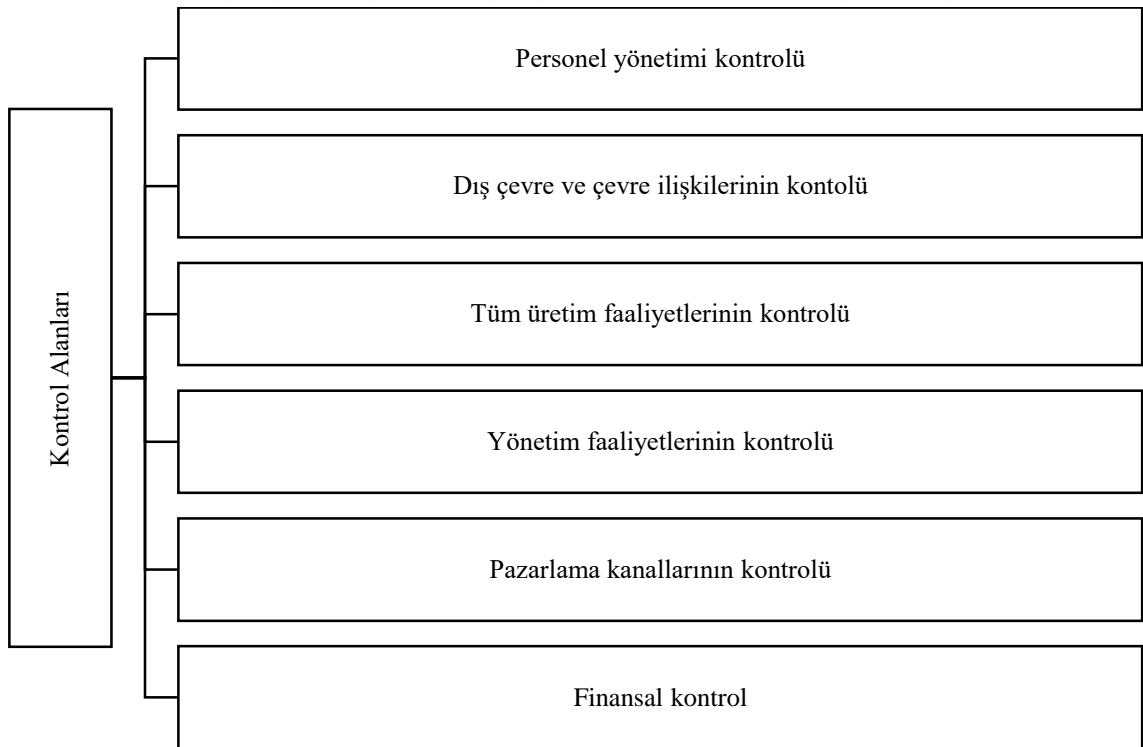 Kontrol Alanları
Personel yönetimi kontrolü
Dış çevre ve çevre ilişkilerinin kontolü
Tüm üretim faaliyetlerinin kontrolü
Yönetim faaliyetlerinin kontrolü
Pazarlama kanallarının kontrolü
Finansal kontrol